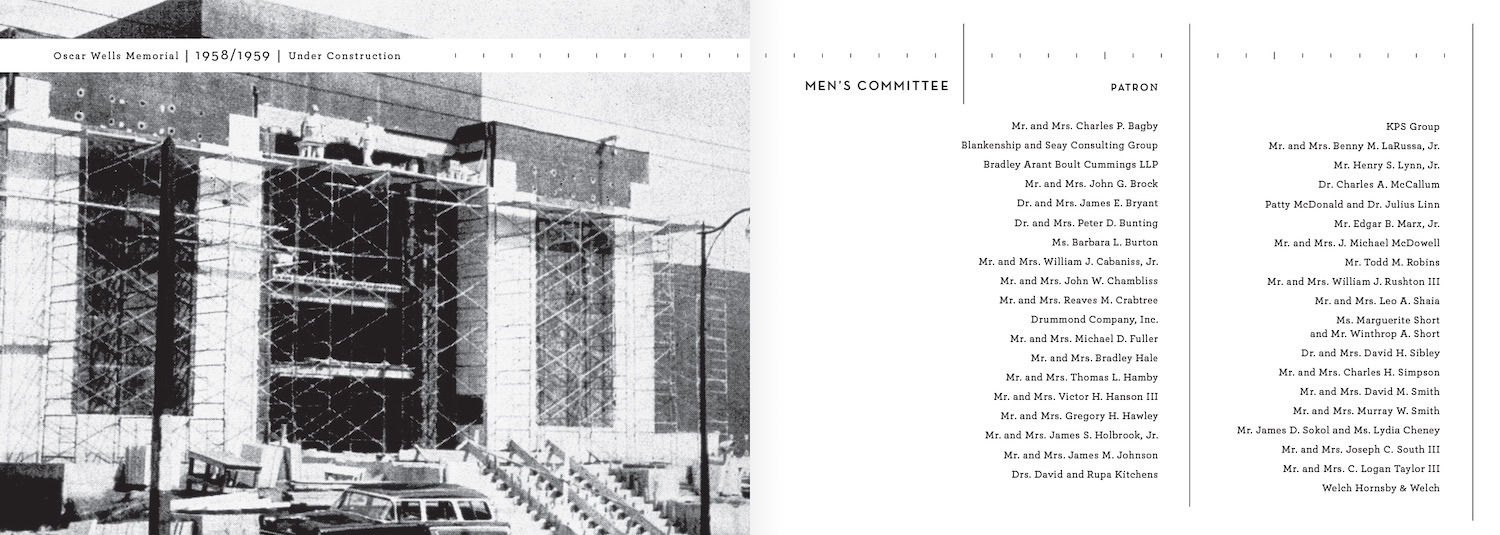 Oscar Wells Memorial | 1958/1959 | Under Construction
MEN'S COMMITTEE
PATRON
Mr. and Mrs. Charles P. Bagby
Blankenship and Seay Consulting Group
Bradley Arant Boult Cummings LLP
Mr. and Mrs. John G. Brock
Dr. and Mrs. James E. Bryant
Dr. and Mrs. Peter D. Bunting
Ms. Barbara L. Burton
Mr. and Mrs. William J. Cabaniss, Jr.
Mr. and Mrs. John W. Chambliss
Mr. and Mrs. Reaves M. Crabtree
Drummond Company, Inc.
Mr. and Mrs. Michael D. Fuller
Mr. and Mrs. Bradley Hale
Mr. and Mrs. Thomas L. Hamby
Mr. and Mrs. Victor H. Hanson III
Mr. and Mrs. Gregory H. Hawley
Mr. and Mrs. James S. Holbrook, Jr.
Mr. and Mrs. James M. Johnson
Drs. David and Rupa Kitchens
KPS Group
Mr. and Mrs. Benny M. LaRussa, Jr.
Mr. Henry S. Lynn, Jr.
Dr. Charles A. McCallum
Patty McDonald and Dr. Julius Linn
Mr. Edgar B. Marx, Jr.
Mr. and Mrs. J. Michael McDowell
Mr. Todd M. Robins
Mr. and Mrs. William J. Rushton III
Mr. and Mrs. Leo A. Shaia
Ms. Marguerite Short
and Mr. Winthrop A. Short
Dr. and Mrs. David H. Sibley
Mr. and Mrs. Charles H. Simpson
Mr. and Mrs. David M. Smith
Mr. and Mrs. Murray W. Smith
Mr. James D. Sokol and Ms. Lydia Cheney
Mr. and Mrs. Joseph C. South III
Mr. and Mrs. C. Logan Taylor III
Welch Hornsby & Welch